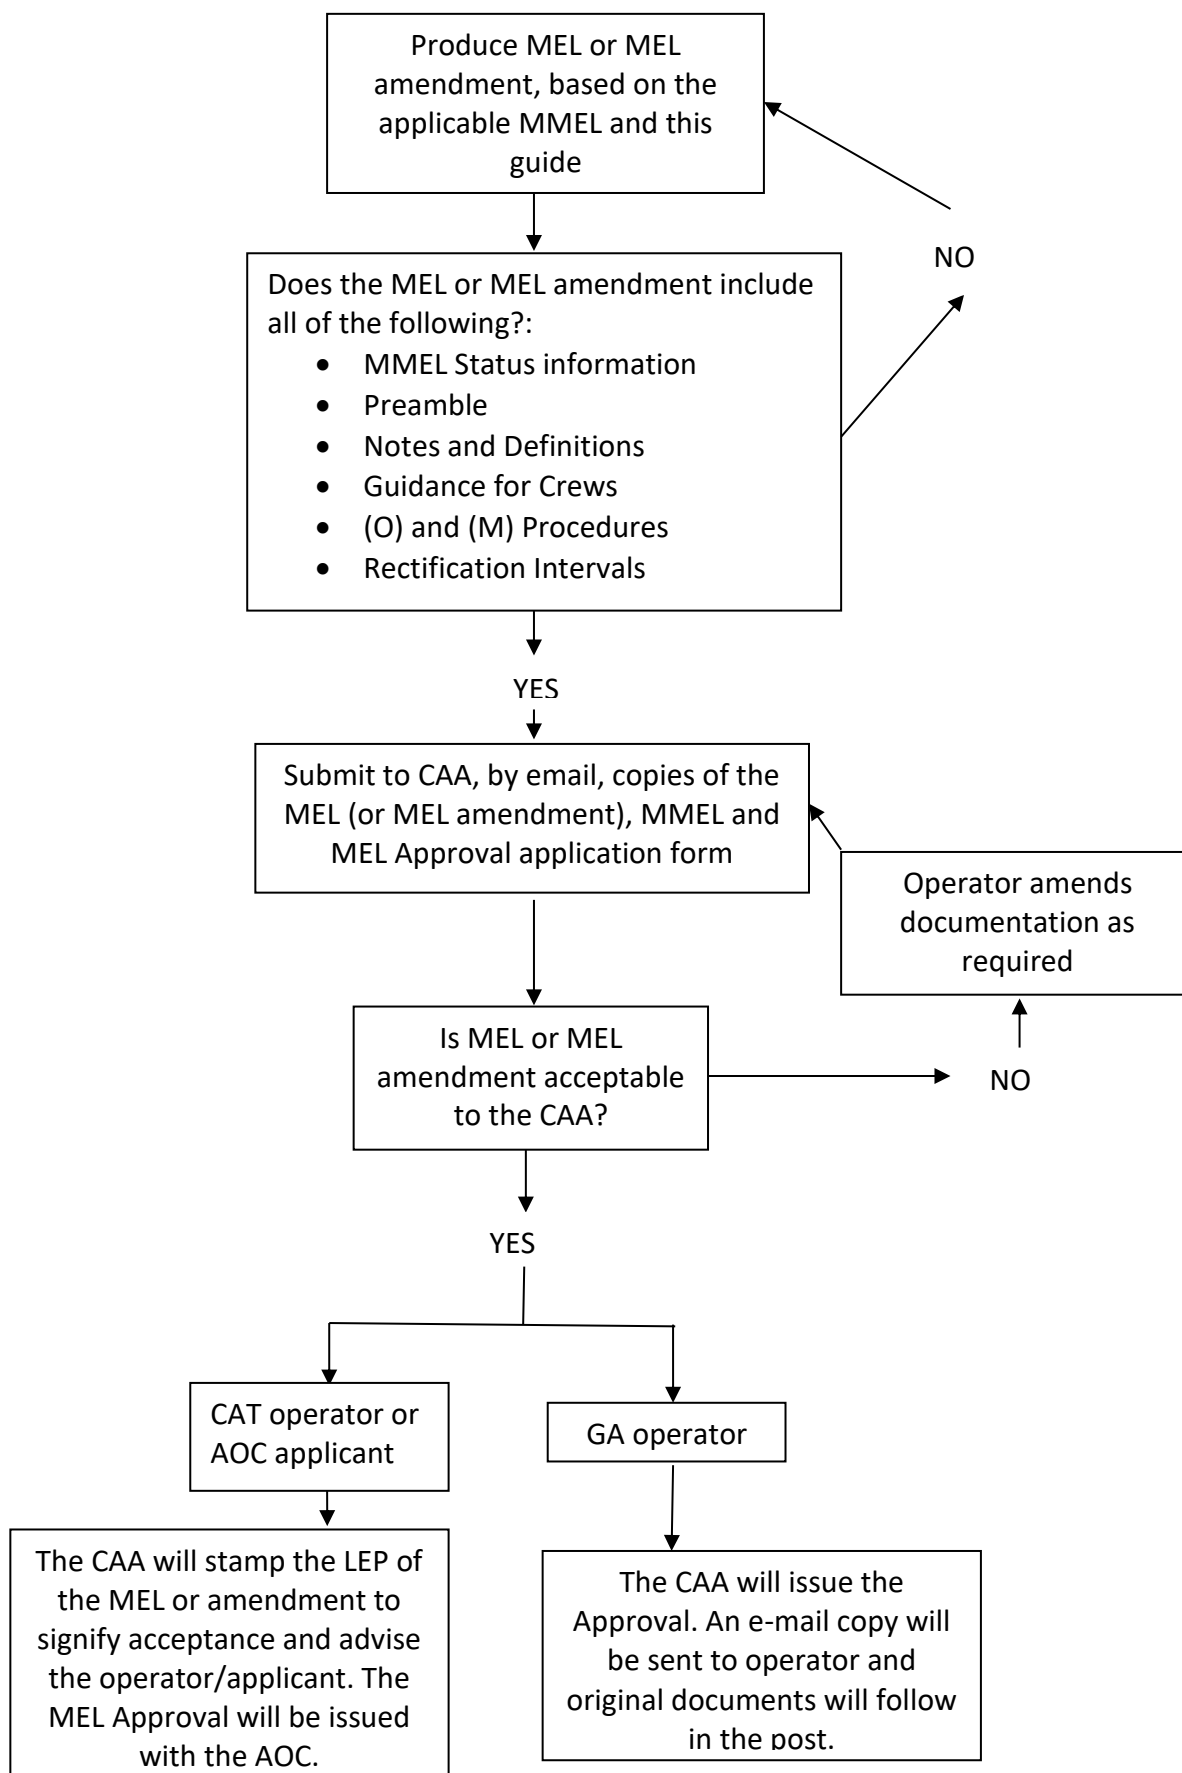 Produce MEL or MEL
amendment, based on the
applicable MMEL and this
guide
NO
Does the MEL or MEL amendment include
all of the following?:
• MMEL Status information
• Preamble
• Notes and Definitions
• Guidance for Crews
• (O) and (M) Procedures
• Rectification Intervals
YES
Submit to CAA, by email, copies of the
MEL (or MEL amendment), MMEL and
MEL Approval application form
Operator amends
documentation as
required
Is MEL or MEL
amendment acceptable
to the CAA?
NO
YES
CAT operator or
AOC applicant
GA operator
The CAA will stamp the LEP of
the MEL or amendment to
signify acceptance and advise
the operator/applicant. The
MEL Approval will be issued
with the AOC.
The CAA will issue the
Approval. An e-mail copy will
be sent to operator and
original documents will follow
in the post.